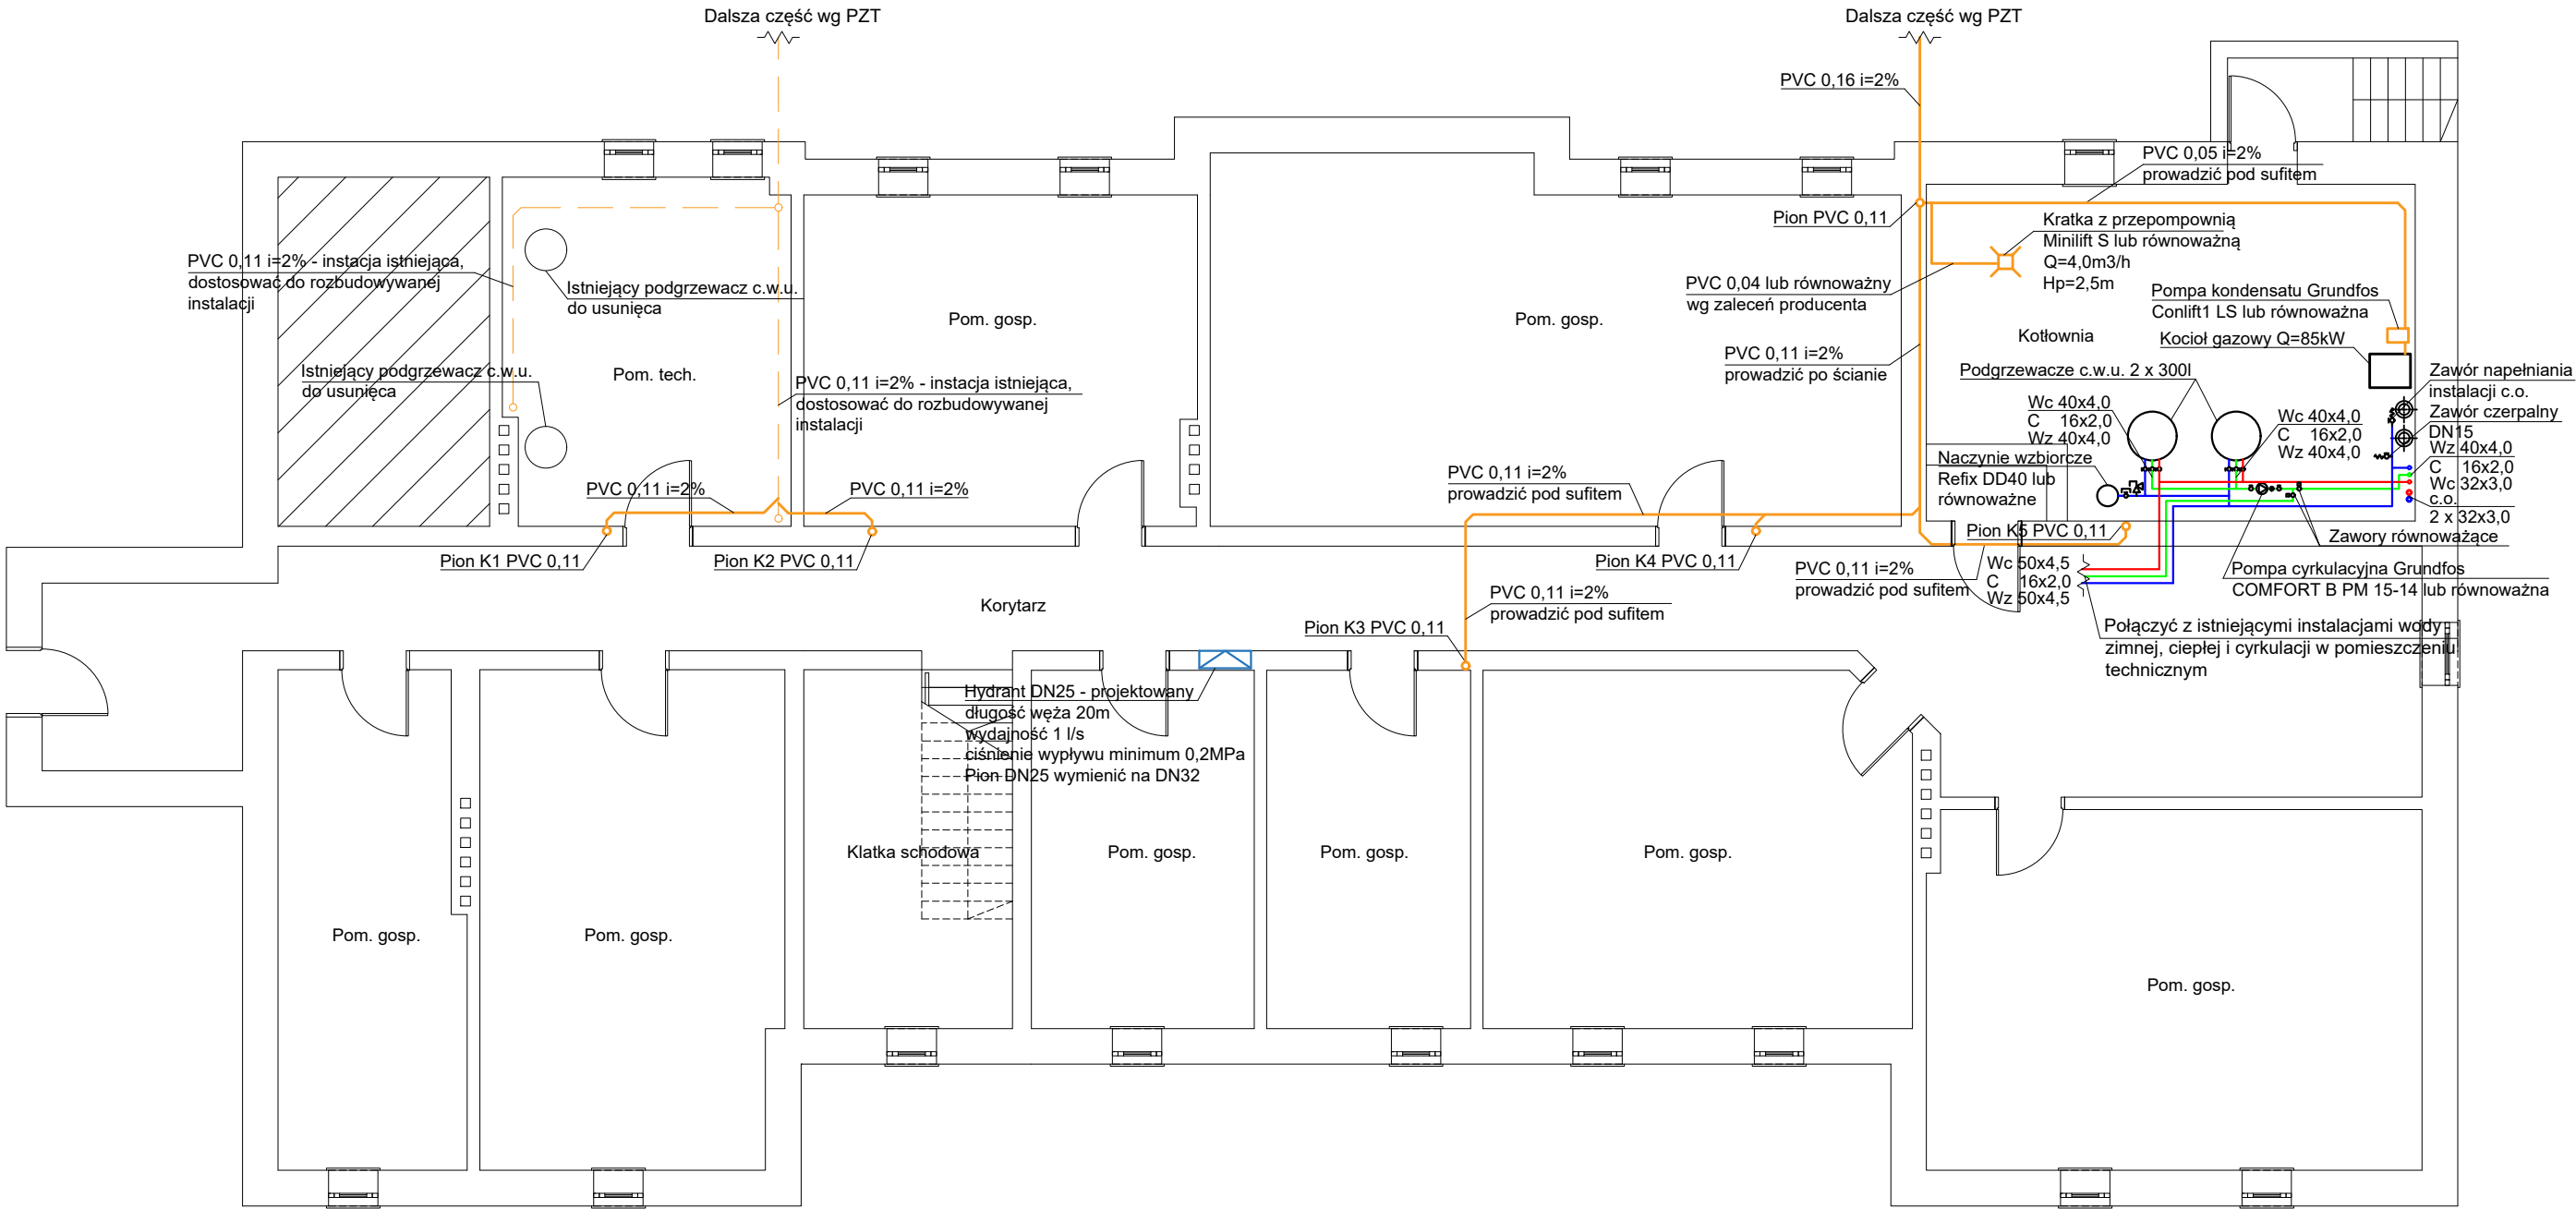 Dalsza część wg PZT
Dalsza część wg PZT
PVC 0,16 i=2%
PVC 0,05 i=2%
prowadzić pod sufitem
Pion PVC 0,11
Kratka z przepompownią
Minilift S lub równoważną
Q=4,0m3/h
Hp=2,5m
PVC 0,11 i=2% - instacja istniejąca,
dostosować do rozbudowywanej
instalacji
Istniejący podgrzewacz c.w.u.
do usunięca
PVC 0,04 lub równoważny
wg zaleceń producenta
Pompa kondensatu Grundfos
Conlift1 LS lub równoważna
Pom. gosp.
Pom. gosp.
Kotłownia
Kocioł gazowy Q=85kW
PVC 0,11 i=2%
prowadzić po ścianie
Istniejący podgrzewacz c.w.u.
do usunięca
Pom. tech.
PVC 0,11 i=2% - instacja istniejąca,
dostosować do rozbudowywanej
instalacji
Podgrzewacze c.w.u. 2 x 300l
Zawór napełniania
instalacji c.o.
Zawór czerpalny
DN15
Wc 40x4,0
C 16x2,0
Wz 40x4,0
Wc 40x4,0
C 16x2,0
Wz 40x4,0
Wz 40x4,0
C 16x2,0
Wc 32x3,0
c.o.
2 x 32x3,0
Naczynie wzbiorcze
Refix DD40 lub
równoważne
PVC 0,11 i=2%
prowadzić pod sufitem
PVC 0,11 i=2%
PVC 0,11 i=2%
Pion K5 PVC 0,11
Zawory równoważące
Pion K1 PVC 0,11
Pion K2 PVC 0,11
Pion K4 PVC 0,11
PVC 0,11 i=2%
prowadzić pod sufitem
Wc 50x4,5
C 16x2,0
Wz 50x4,5
Pompa cyrkulacyjna Grundfos
COMFORT B PM 15-14 lub równoważna
Korytarz
PVC 0,11 i=2%
prowadzić pod sufitem
Pion K3 PVC 0,11
Połączyć z istniejącymi instalacjami wody
zimnej, ciepłej i cyrkulacji w pomieszczeniu
technicznym
Hydrant DN25 - projektowany
długość węża 20m
wydajność 1 l/s
ciśnienie wypływu minimum 0,2MPa
Pion DN25 wymienić na DN32
Klatka schodowa
Pom. gosp.
Pom. gosp.
Pom. gosp.
Pom. gosp.
Pom. gosp.
Pom. gosp.